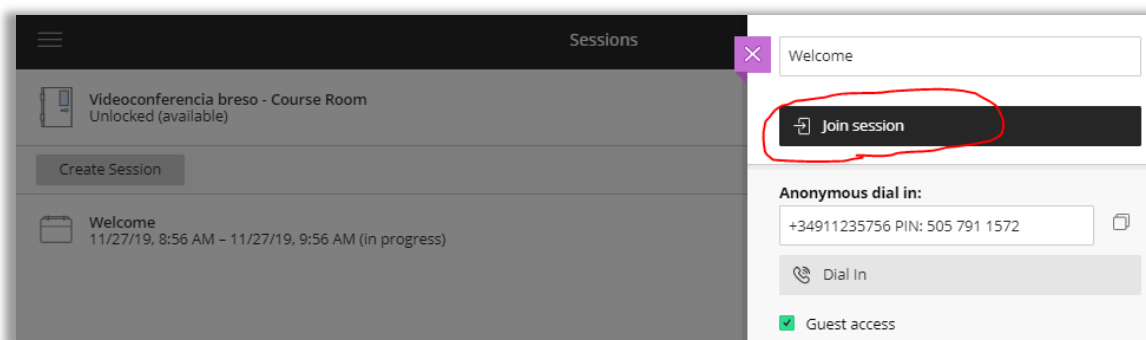 Sessions
Videoconferencia breso - Course Room
Unlocked (available)
Create Session
Welcome
11/27/19, 8:56 AM – 11/27/19, 9:56 AM (in progress)
Welcome
Join session
Anonymous dial in:
+34911235756 PIN: 505 791 1572
Dial In
Guest access